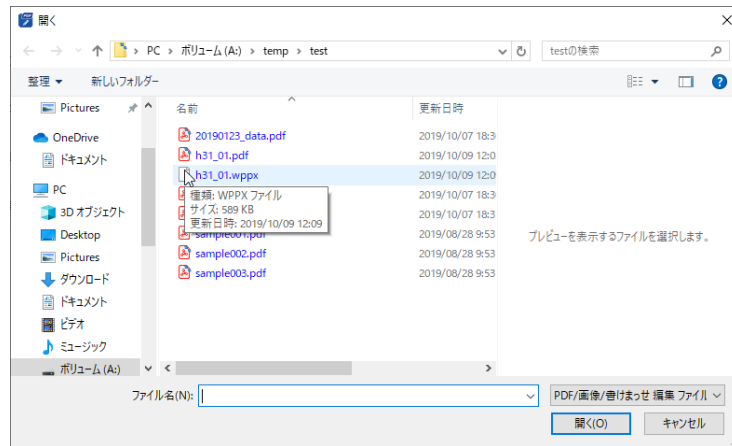 開く
PC › ボリューム (A:) › temp › test
testの検索
整理 ▼ 新しいフォルダー
Pictures
OneDrive
ドキュメント
PC
3D オブジェクト
Desktop
Pictures
ダウンロード
ドキュメント
ビデオ
ミュージック
ボリューム (A:)
名前 更新日時
20190123_data.pdf 2019/10/07 18:3
h31_01.pdf 2019/10/09 12:0
h31_01.wppx 2019/10/09 12:0
2019/10/07 18:3
2019/10/07 18:3
sample001.pdf 2019/08/28 9:53
sample002.pdf 2019/08/28 9:53
sample003.pdf 2019/08/28 9:53
種類: WPPX ファイル
サイズ: 589 KB
更新日時: 2019/10/09 12:09
プレビューを表示するファイルを選択します。
ファイル名(N):
PDF/画像/書けまっせ 編集 ファイル
開く(O) キャンセル